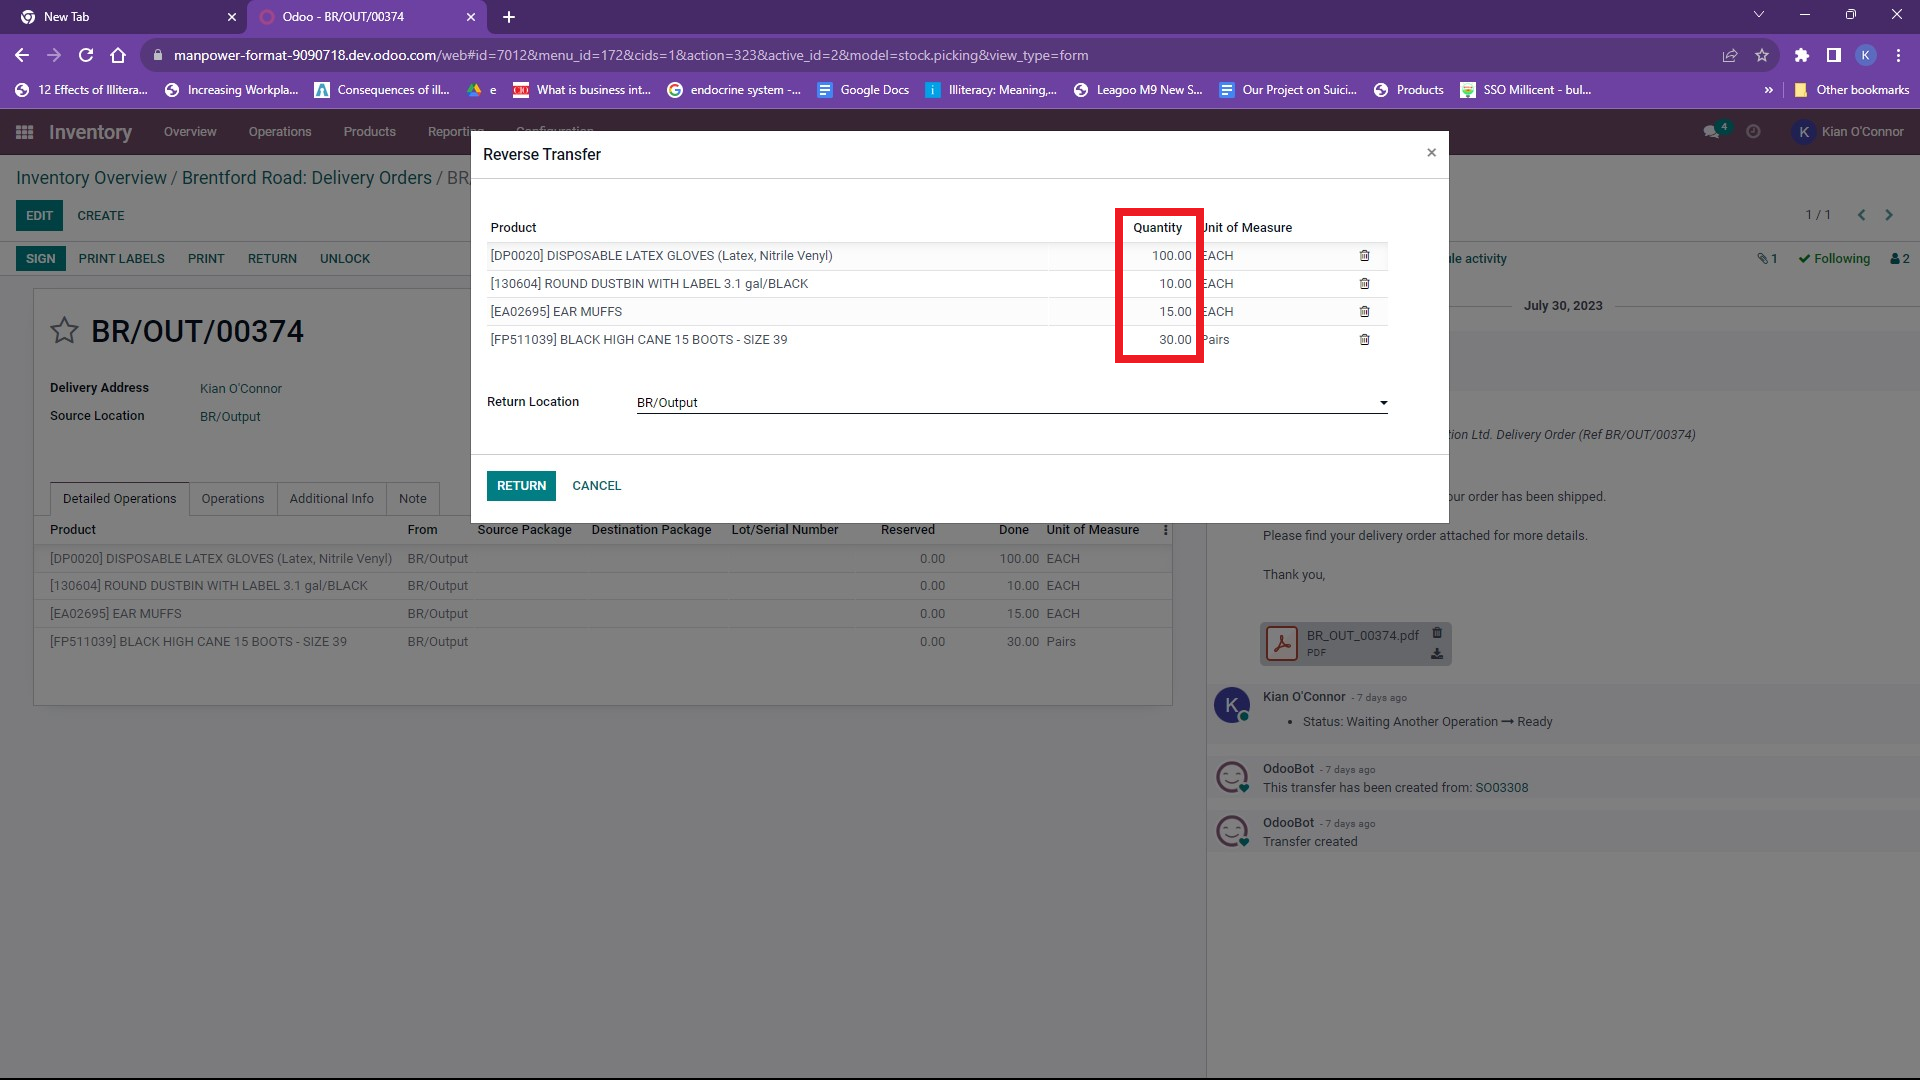 New Tab
Odoo - BR/OUT/00374
manpower-format-9090718.dev.odoo.com/web#id=7012&menu_id=172&cids=1&action=323&active_id=2&model=stock.picking&view_type=form
K
12 Effects of Illitera...
Increasing Workpla...
Consequences of ill...
e
What is business int...
endocrine system -...
Google Docs
Illiteracy: Meaning,...
Leagoo M9 New S...
Our Project on Suici...
Products
SSO Millicent - bul...
»
Other bookmarks
Inventory
Overview
Operations
Products
Reporting
Configuration
4
K
Kian O'Connor
Inventory Overview / Brentford Road: Delivery Orders / BR
EDIT
CREATE
1 / 1
SIGN
PRINT LABELS
PRINT
RETURN
UNLOCK
le activity
1
Following
2
Reverse Transfer
×
Product
Quantity
Unit of Measure
[DP0020] DISPOSABLE LATEX GLOVES (Latex, Nitrile Venyl)
100.00
EACH
[130604] ROUND DUSTBIN WITH LABEL 3.1 gal/BLACK
10.00
EACH
[EA02695] EAR MUFFS
15.00
EACH
[FP511039] BLACK HIGH CANE 15 BOOTS - SIZE 39
30.00
Pairs
Return Location
BR/Output
RETURN
CANCEL
BR/OUT/00374
Delivery Address
Kian O'Connor
Source Location
BR/Output
Detailed Operations
Operations
Additional Info
Note
Product
From
Source Package
Destination Package
Lot/Serial Number
Reserved
Done
Unit of Measure
[DP0020] DISPOSABLE LATEX GLOVES (Latex, Nitrile Venyl)
BR/Output
0.00
100.00
EACH
[130604] ROUND DUSTBIN WITH LABEL 3.1 gal/BLACK
BR/Output
0.00
10.00
EACH
[EA02695] EAR MUFFS
BR/Output
0.00
15.00
EACH
[FP511039] BLACK HIGH CANE 15 BOOTS - SIZE 39
BR/Output
0.00
30.00
Pairs
July 30, 2023
tion Ltd. Delivery Order (Ref BR/OUT/00374)
our order has been shipped.
Please find your delivery order attached for more details.
Thank you,
BR_OUT_00374.pdf
PDF
K
Kian O'Connor - 7 days ago
• Status: Waiting Another Operation → Ready
OdooBot - 7 days ago
This transfer has been created from: SO03308
OdooBot - 7 days ago
Transfer created